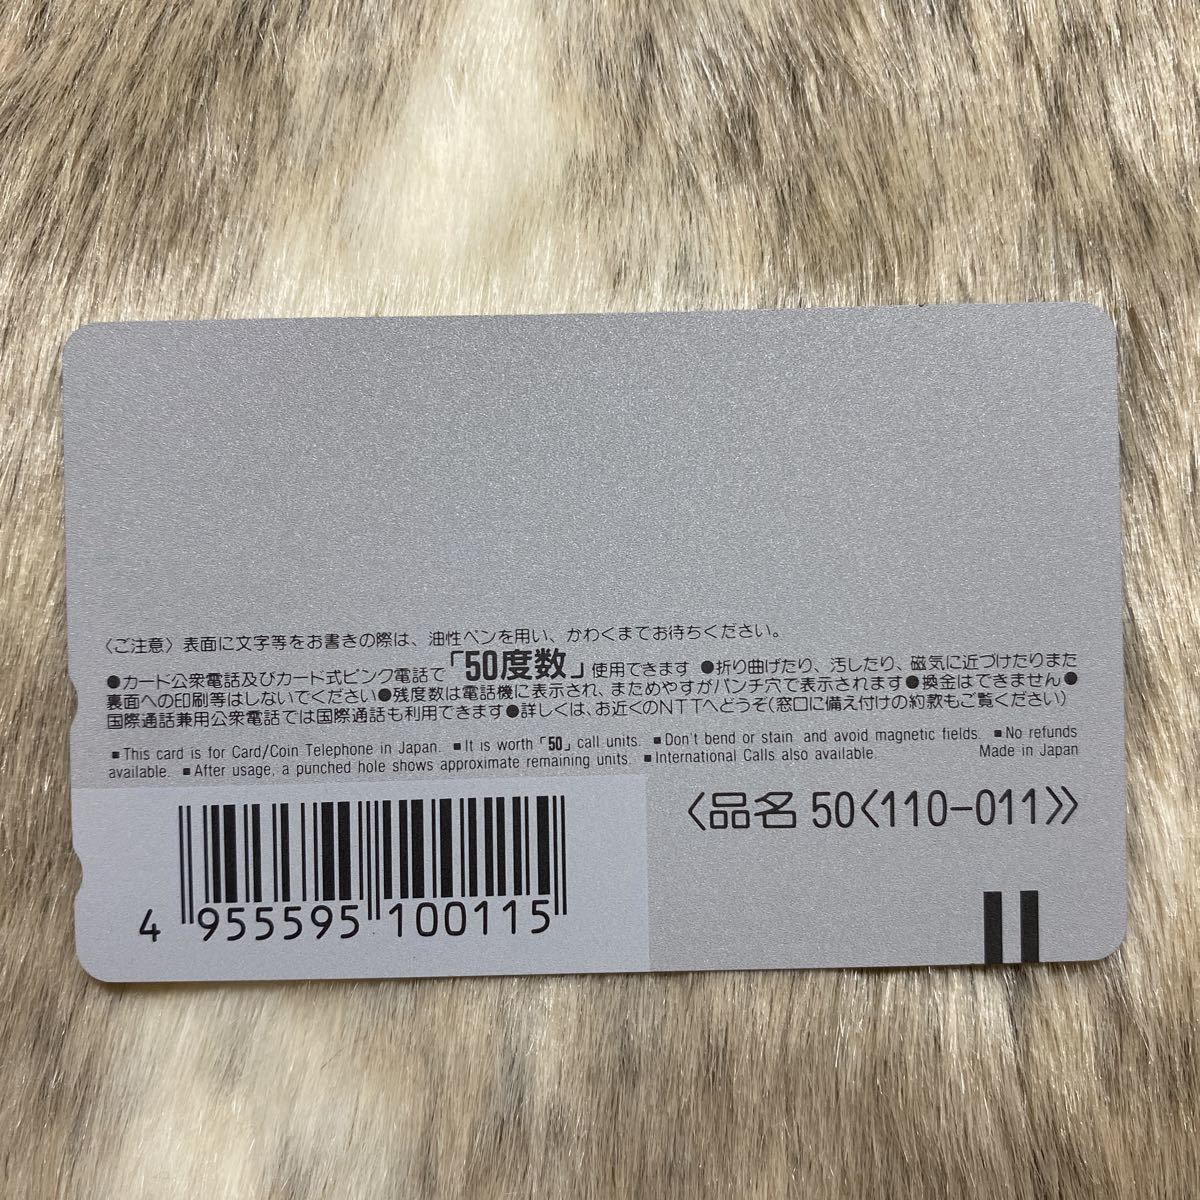 〈ご注意〉表面に文字等をお書きの際は、油性ペンを用い、かわくまでお待ちください。
●カード公衆電話及びカード式ピンク電話で「50度数」使用できます ●折り曲げたり、汚したり、磁気に近づけたりまた
裏面への印刷等はしないでください●残度数は電話機に表示され、まためやすがパンチ穴で表示されます●換金はできません●
国際通話兼用公衆電話では国際通話も利用できます●詳しくは、お近くのNTTへどうぞ(窓口に備え付けの約款もご覧ください)
■This card is for Card/Coin Telephone in Japan. ■It is worth「50」call units. ■Don't bend or stain and avoid magnetic fields. ■No refunds
available. ■After usage, a punched hole shows approximate remaining units. ■International Calls also available. Made in Japan
〈品名 50〈110-011〉〉
4 955595 100115